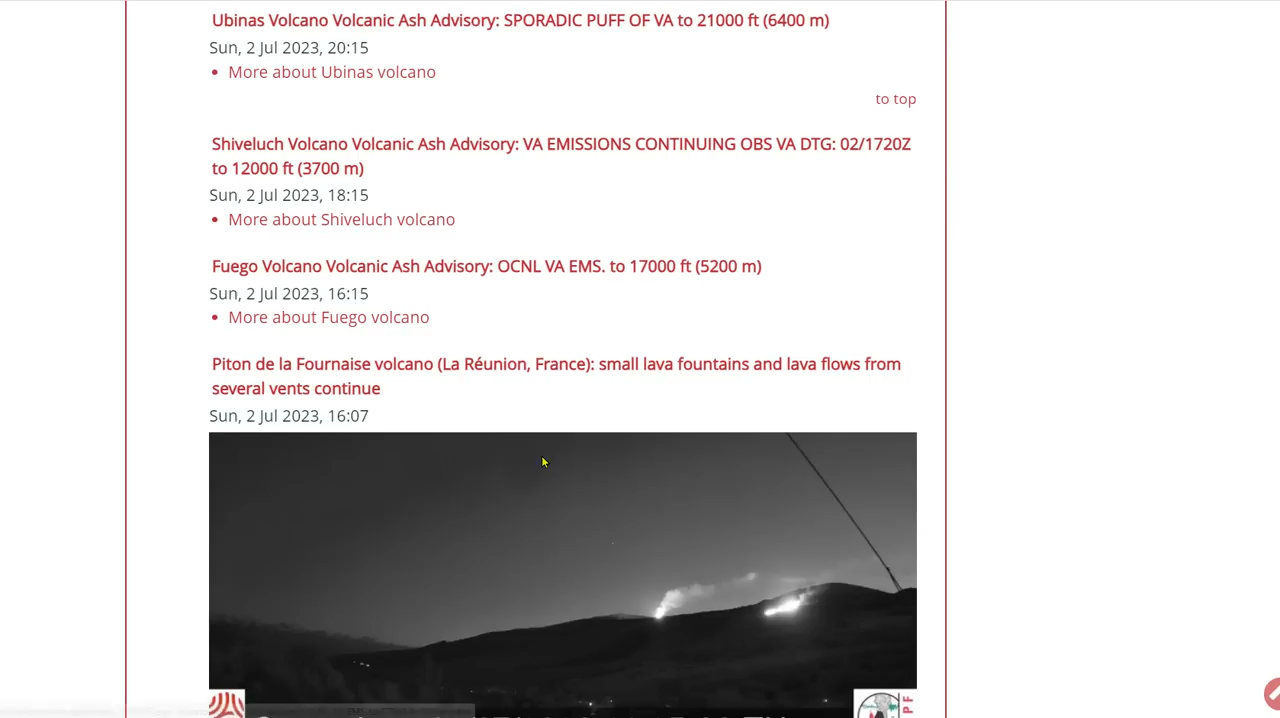 Ubinas Volcano Volcanic Ash Advisory: SPORADIC PUFF OF VA to 21000 ft (6400 m)
Sun, 2 Jul 2023, 20:15
• More about Ubinas volcano
to top
Shiveluch Volcano Volcanic Ash Advisory: VA EMISSIONS CONTINUING OBS VA DTG: 02/1720Z
to 12000 ft (3700 m)
Sun, 2 Jul 2023, 18:15
• More about Shiveluch volcano
Fuego Volcano Volcanic Ash Advisory: OCNL VA EMS. to 17000 ft (5200 m)
Sun, 2 Jul 2023, 16:15
• More about Fuego volcano
Piton de la Fournaise volcano (La Réunion, France): small lava fountains and lava flows from
several vents continue
Sun, 2 Jul 2023, 16:07